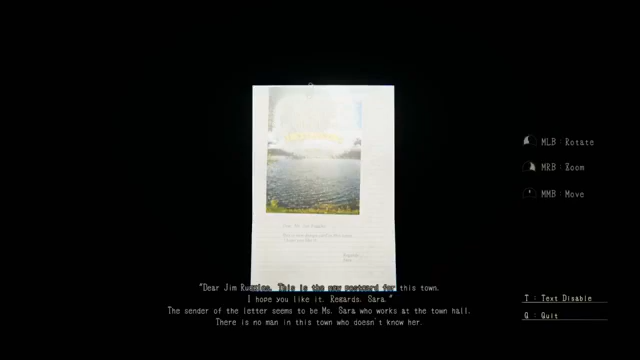 MLB : Rotate
MRB : Zoom
MMB : Move
"Dear Jim Ruggles. This is the new postcard for this town.
I hope you like it. Regards, Sara."
The sender of the letter seems to be Ms. Sara who works at the town hall.
There is no man in this town who doesn't know her.
T : Text Disable
Q : Quit